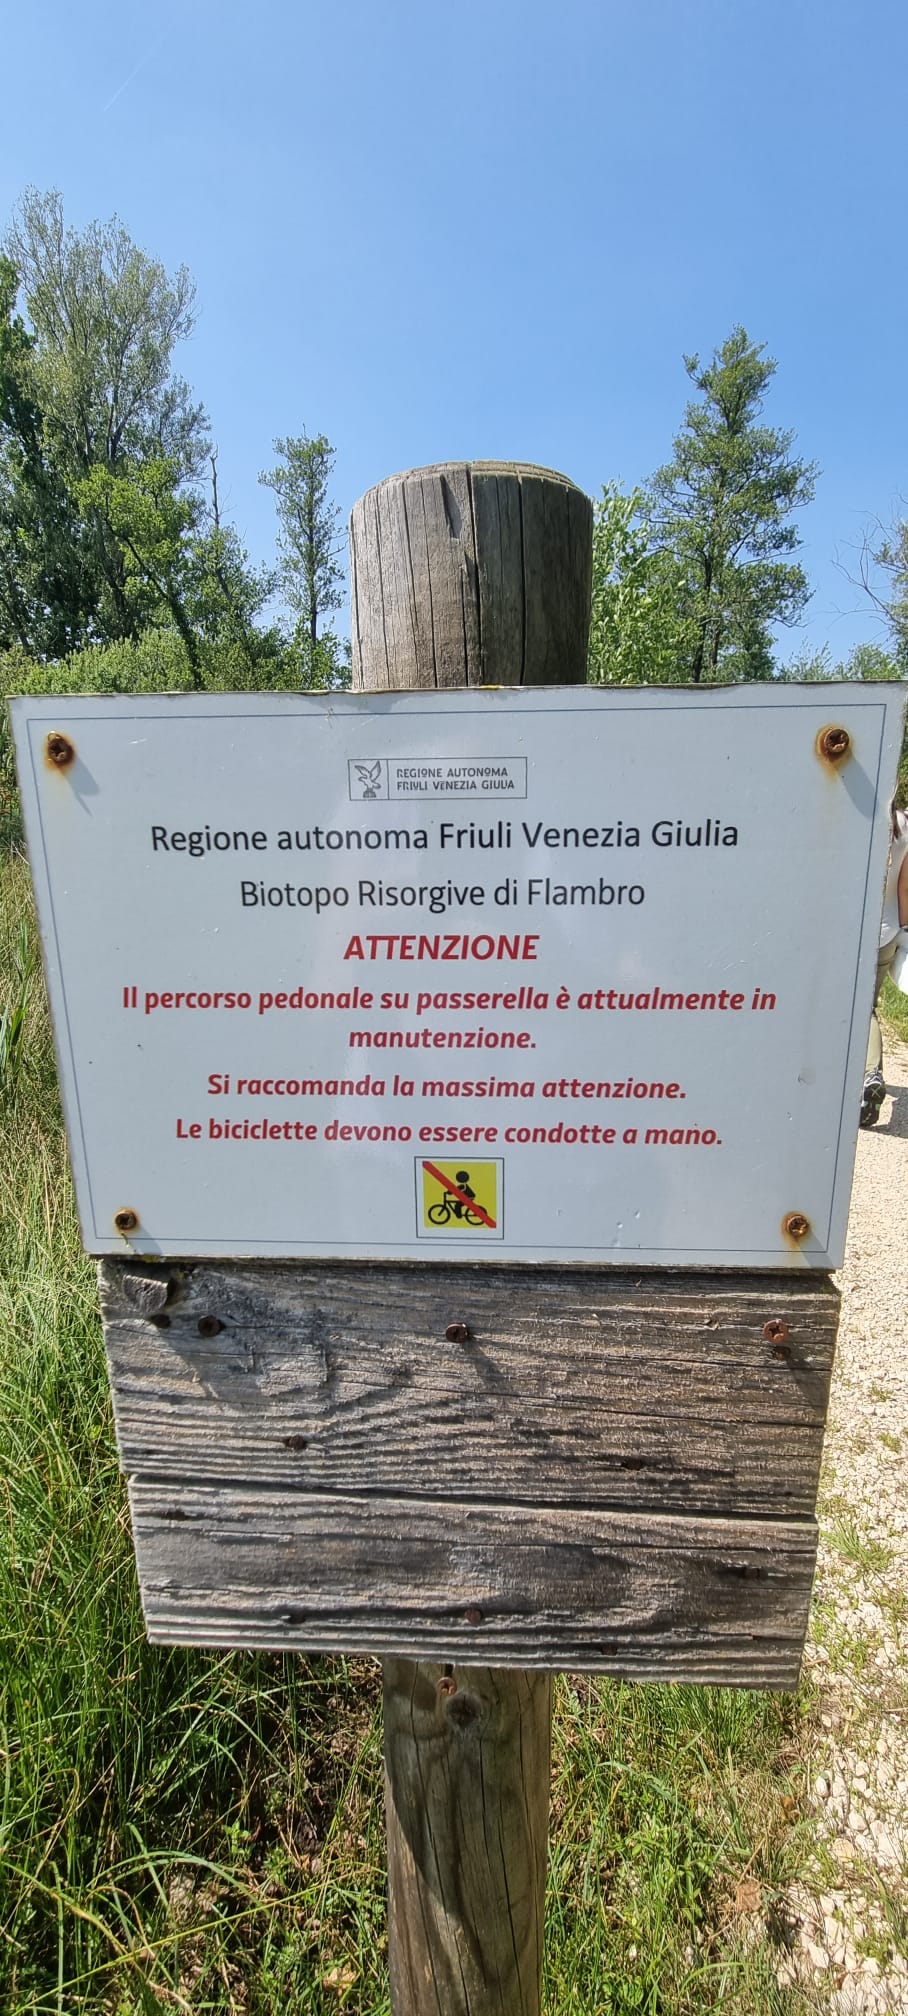 REGIONE AUTONOMA
FRIULI VENEZIA GIULIA
Regione autonoma Friuli Venezia Giulia
Biotopo Risorgive di Flambro
ATTENZIONE
Il percorso pedonale su passerella è attualmente in
manutenzione.
Si raccomanda la massima attenzione.
Le biciclette devono essere condotte a mano.